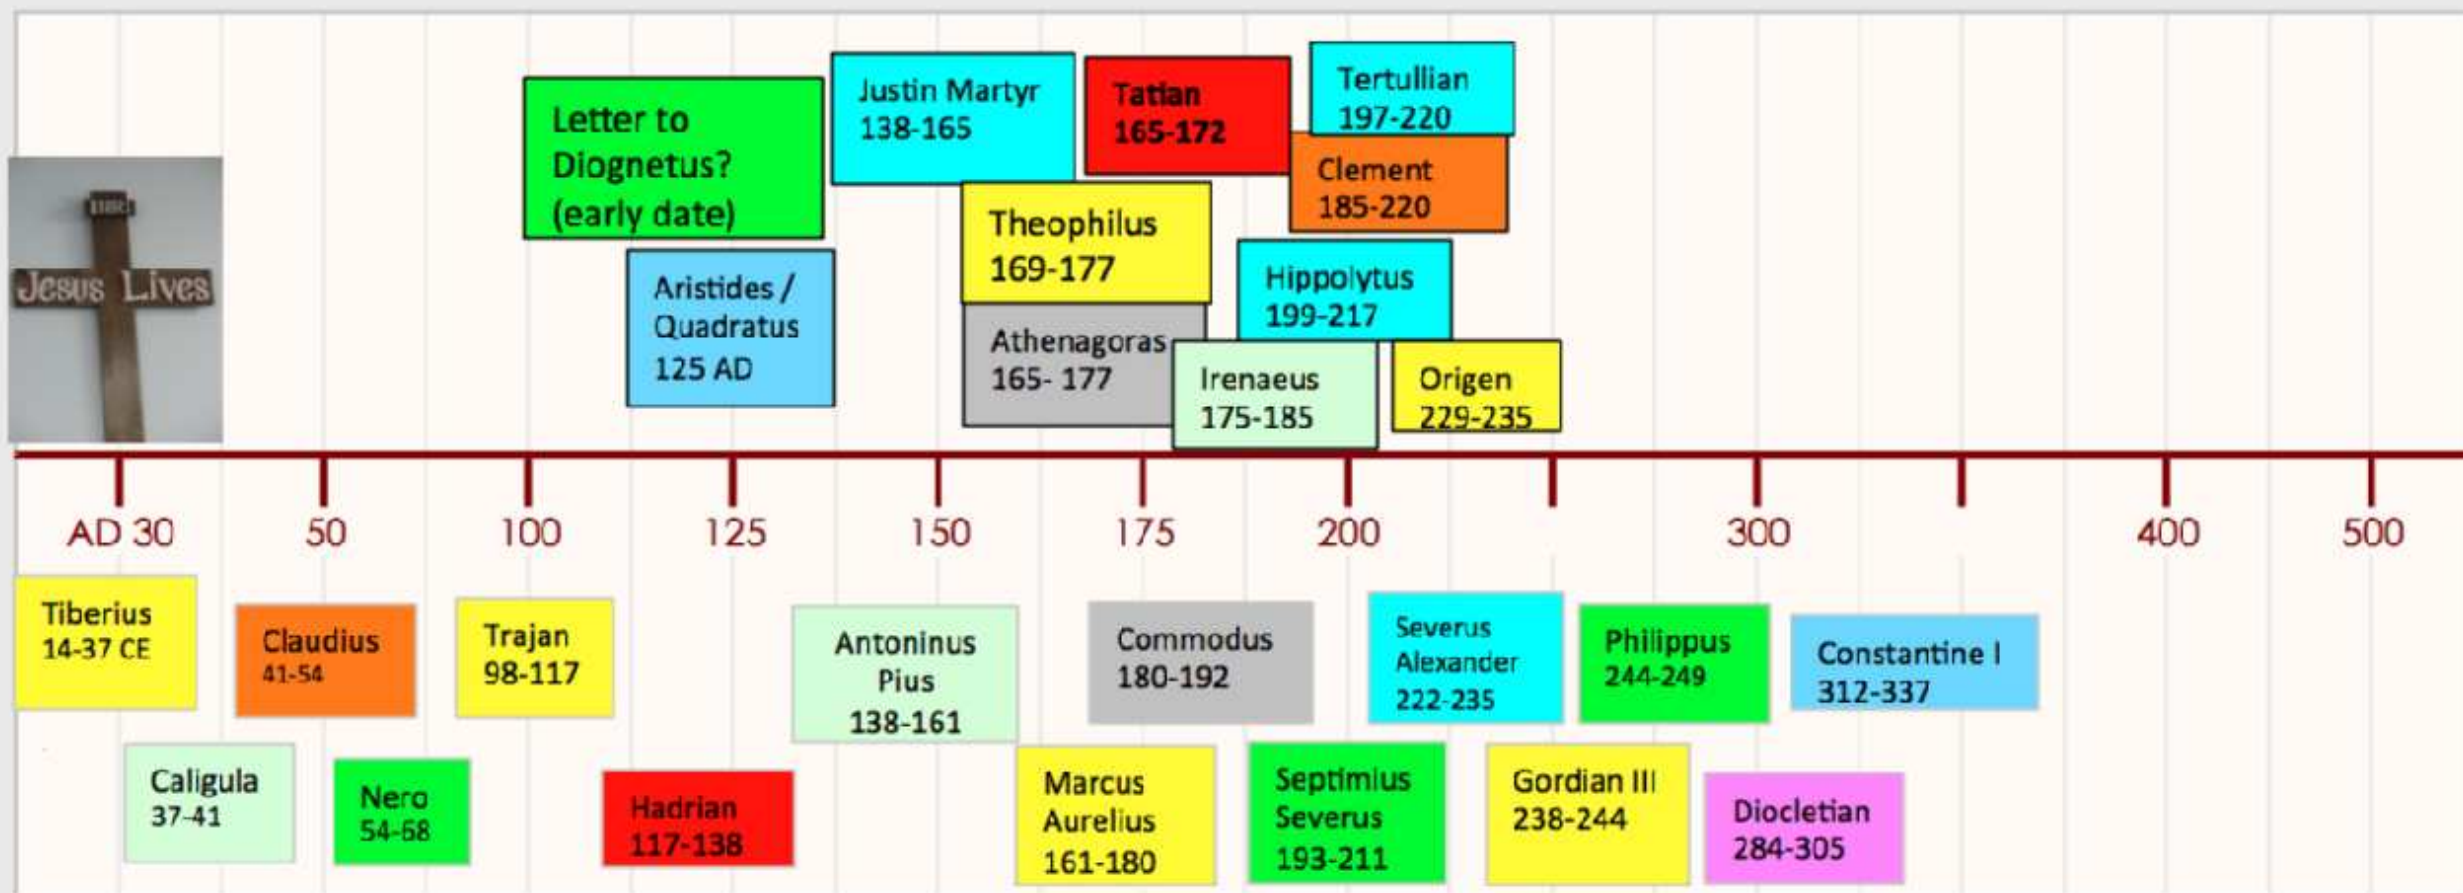 Letter to
Diognetus?
(early date)
Justin Martyr
138-165
Tatian
165-172
Tertullian
197-220
Clement
185-220
Theophilus
169-177
Aristides /
Quadratus
125 AD
Hippolytus
199-217
Athenagoras
165- 177
Irenaeus
175-185
Origen
229-235
Jesus Lives
AD 30 50 100 125 150 175 200 300 400 500
Tiberius
14-37 CE
Claudius
41-54
Trajan
98-117
Antoninus
Pius
138-161
Commodus
180-192
Severus
Alexander
222-235
Philippus
244-249
Constantine I
312-337
Caligula
37-41
Nero
54-68
Hadrian
117-138
Marcus
Aurelius
161-180
Septimius
Severus
193-211
Gordian III
238-244
Diocletian
284-305